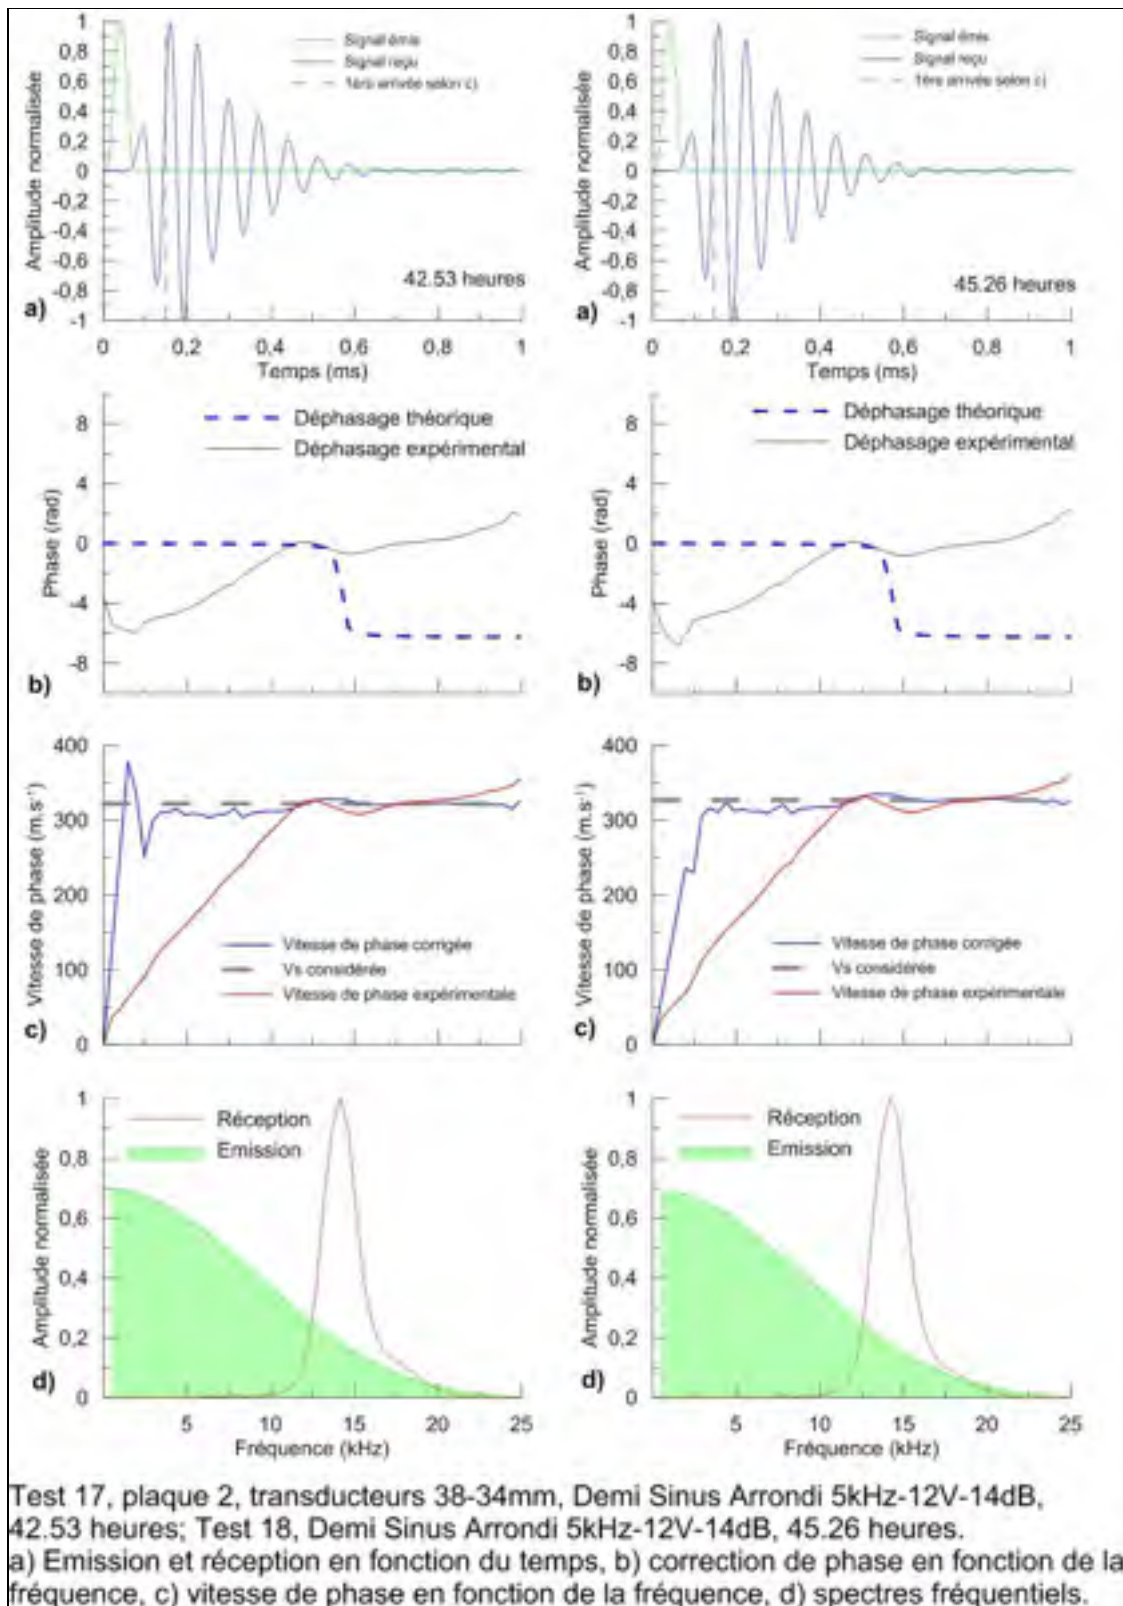 1
0,8
0,6
0,4
0,2
0
-0,2
-0,4
-0,6
-0,8
-1
Amplitude normalisée
Signal émis
Signal reçu
1ère arrivée selon c)
42.53 heures
a)
0 0,2 0,4 0,6 0,8 1
Temps (ms)
1
0,8
0,6
0,4
0,2
0
-0,2
-0,4
-0,6
-0,8
-1
Amplitude normalisée
Signal émis
Signal reçu
1ère arrivée selon c)
45.26 heures
a)
0 0,2 0,4 0,6 0,8 1
Temps (ms)
8
4
0
-4
-8
Phase (rad)
Déphasage théorique
Déphasage expérimental
b)
8
4
0
-4
-8
Phase (rad)
Déphasage théorique
Déphasage expérimental
b)
400
300
200
100
0
Vitesse de phase (m.s⁻¹)
Vitesse de phase corrigée
Vs considérée
Vitesse de phase expérimentale
c)
400
300
200
100
0
Vitesse de phase (m.s⁻¹)
Vitesse de phase corrigée
Vs considérée
Vitesse de phase expérimentale
c)
1
0,8
0,6
0,4
0,2
0
Amplitude normalisée
Réception
Emission
d)
5 10 15 20 25
Fréquence (kHz)
1
0,8
0,6
0,4
0,2
0
Amplitude normalisée
Réception
Emission
d)
5 10 15 20 25
Fréquence (kHz)
Test 17, plaque 2, transducteurs 38-34mm, Demi Sinus Arrondi 5kHz-12V-14dB,
42.53 heures; Test 18, Demi Sinus Arrondi 5kHz-12V-14dB, 45.26 heures.
a) Emission et réception en fonction du temps, b) correction de phase en fonction de la
fréquence, c) vitesse de phase en fonction de la fréquence, d) spectres fréquentiels.